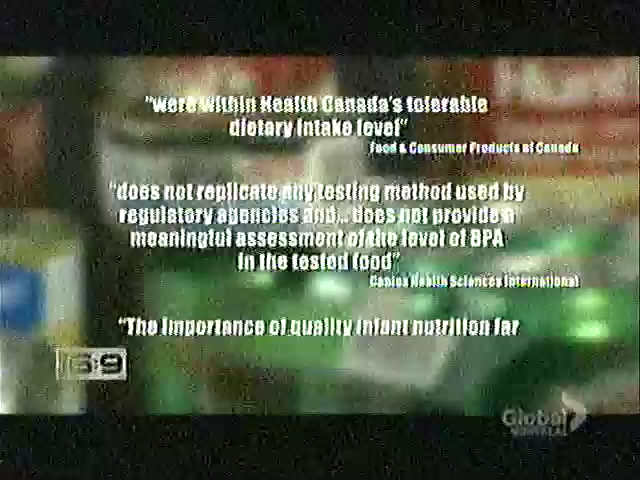 "were within Health Canada's tolerable
dietary intake level"
Food & Consumer Products of Canada
"does not replicate any testing method used by
regulatory agencies and... does not provide a
meaningful assessment of the level of BPA
in the tested food"
Health Sciences International
"The importance of quality infant nutrition far
16:9
Global